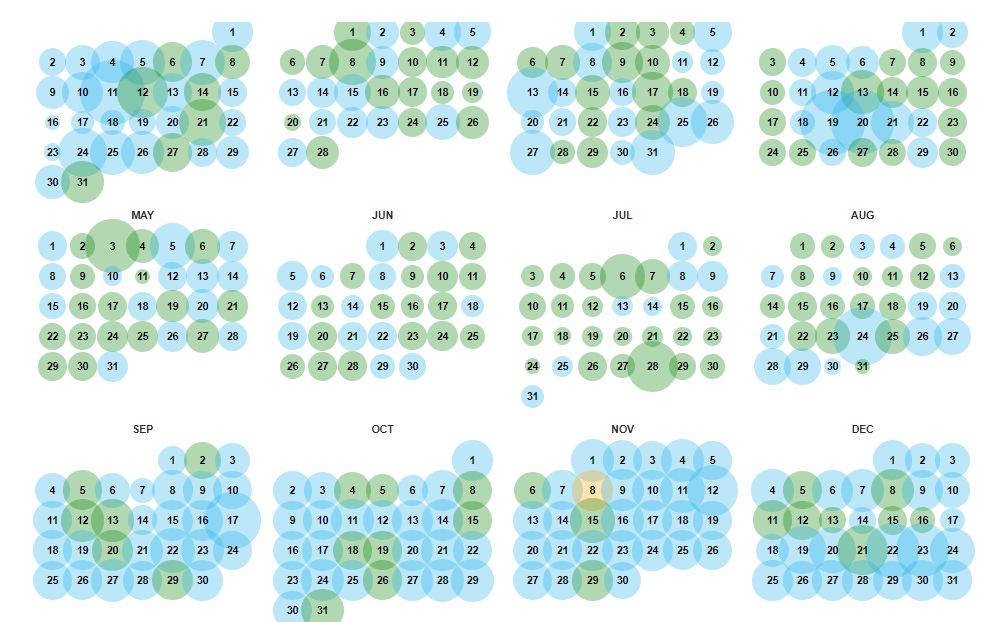 1 1 2 3 4 5 1 2 3 4 5 1 2
2 3 4 5 6 7 8 6 7 8 9 10 11 12 6 7 8 9 10 11 12 3 4 5 6 7 8 9
9 10 11 12 13 14 15 13 14 15 16 17 18 19 13 14 15 16 17 18 19 10 11 12 13 14 15 16
16 17 18 19 20 21 22 20 21 22 23 24 25 26 20 21 22 23 24 25 26 17 18 19 20 21 22 23
23 24 25 26 27 28 29 27 28 27 28 29 30 31 24 25 26 27 28 29 30
30 31
MAY JUN JUL AUG
1 2 3 4 5 6 7 1 2 3 4 1 2 1 2 3 4 5 6
8 9 10 11 12 13 14 5 6 7 8 9 10 11 3 4 5 6 7 8 9 7 8 9 10 11 12 13
15 16 17 18 19 20 21 12 13 14 15 16 17 18 10 11 12 13 14 15 16 14 15 16 17 18 19 20
22 23 24 25 26 27 28 19 20 21 22 23 24 25 17 18 19 20 21 22 23 21 22 23 24 25 26 27
29 30 31 26 27 28 29 30 24 25 26 27 28 29 30 28 29 30 31
31
SEP OCT NOV DEC
1 2 3 1 1 2 3 4 5 1 2 3
4 5 6 7 8 9 10 2 3 4 5 6 7 8 6 7 8 9 10 11 12 4 5 6 7 8 9 10
11 12 13 14 15 16 17 9 10 11 12 13 14 15 13 14 15 16 17 18 19 11 12 13 14 15 16 17
18 19 20 21 22 23 24 16 17 18 19 20 21 22 20 21 22 23 24 25 26 18 19 20 21 22 23 24
25 26 27 28 29 30 23 24 25 26 27 28 29 27 28 29 30 25 26 27 28 29 30 31
30 31